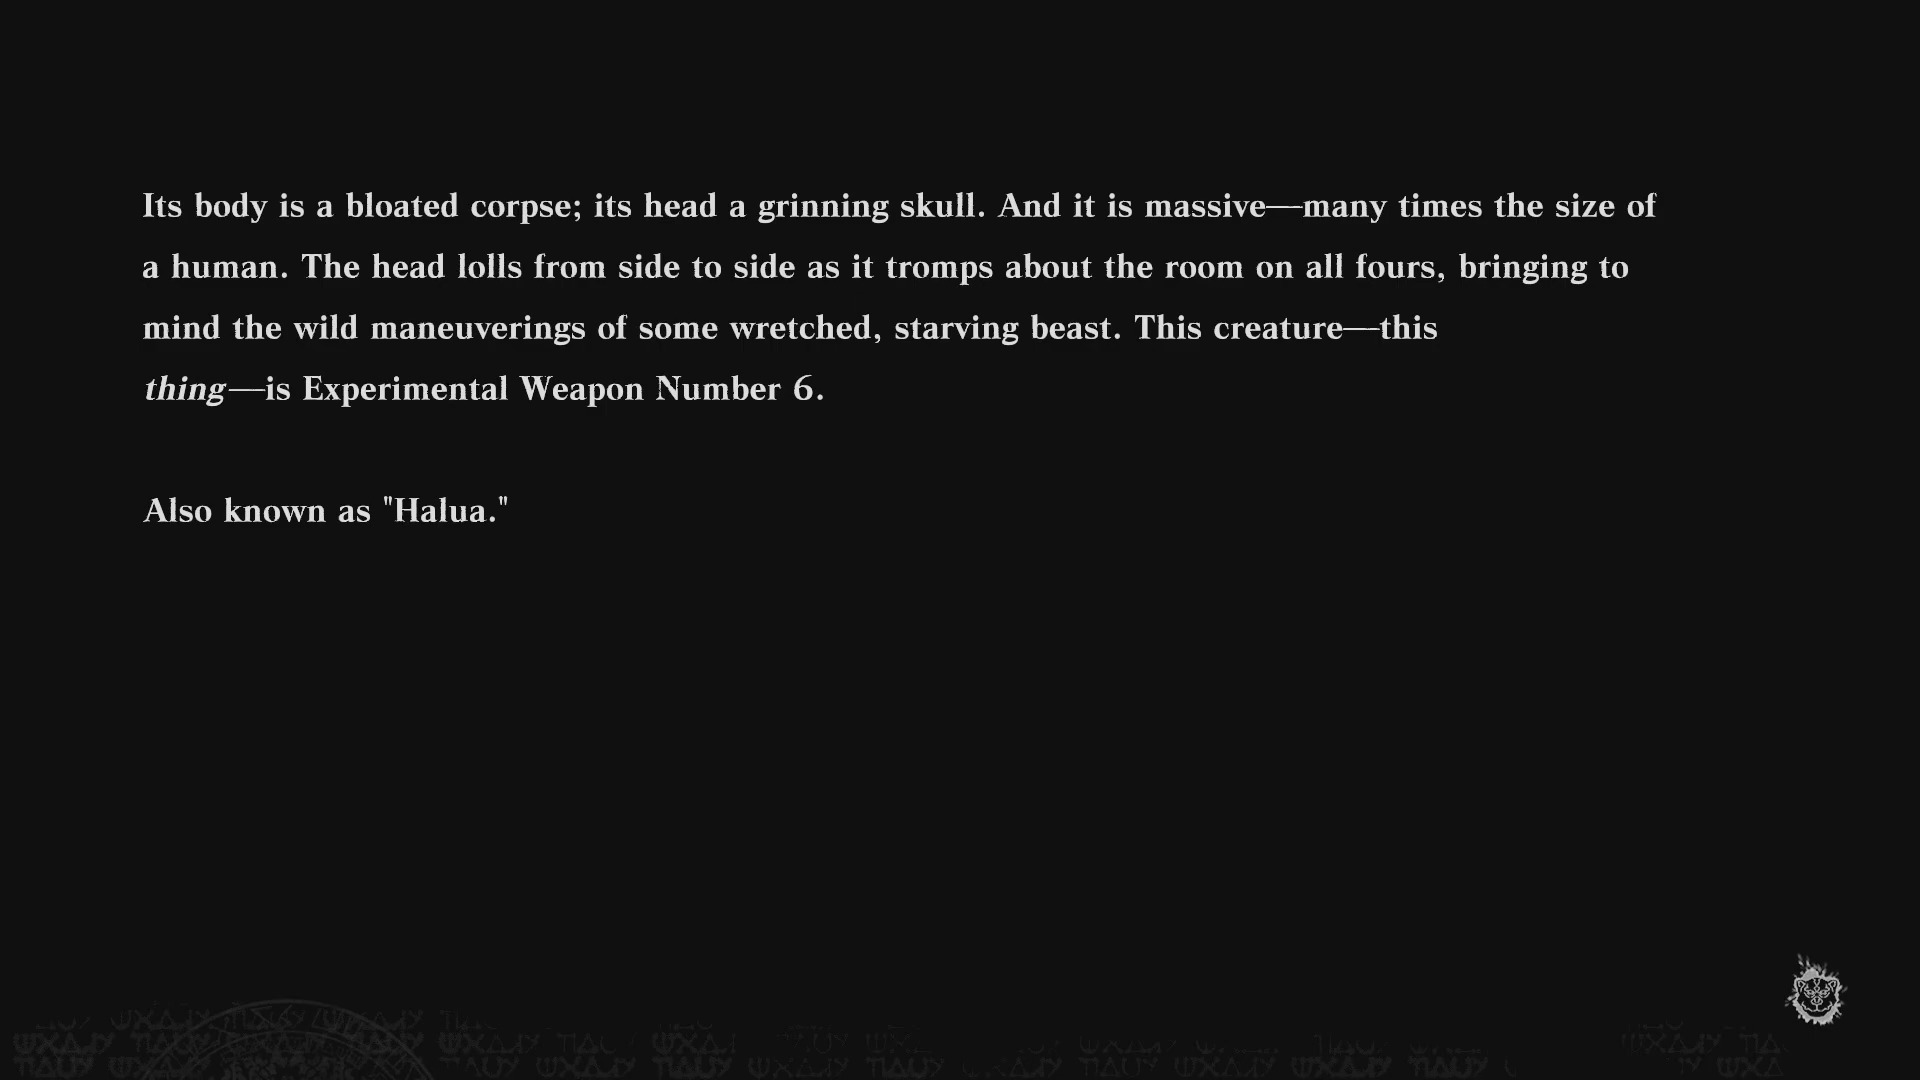 Its body is a bloated corpse; its head a grinning skull. And it is massive—many times the size of
a human. The head lolls from side to side as it tromps about the room on all fours, bringing to
mind the wild maneuverings of some wretched, starving beast. This creature—this
thing—is Experimental Weapon Number 6.
Also known as "Halua."